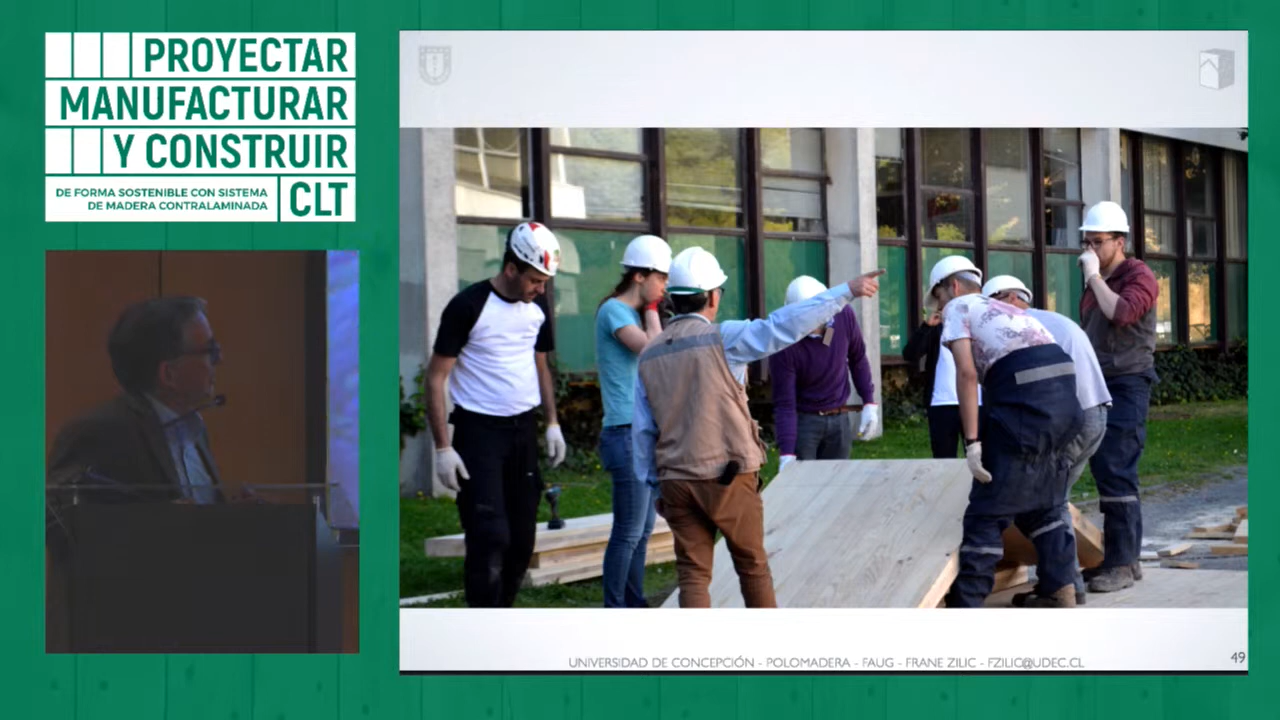 PROYECTAR
MANUFACTURAR
Y CONSTRUIR
DE FORMA SOSTENIBLE CON SISTEMA
DE MADERA CONTRALAMINADA
CLT
UNIVERSIDAD DE CONCEPCIÓN - POLOMADERA - FAUG - FRANE ZILIC - FZILIC@UDEC.CL
49